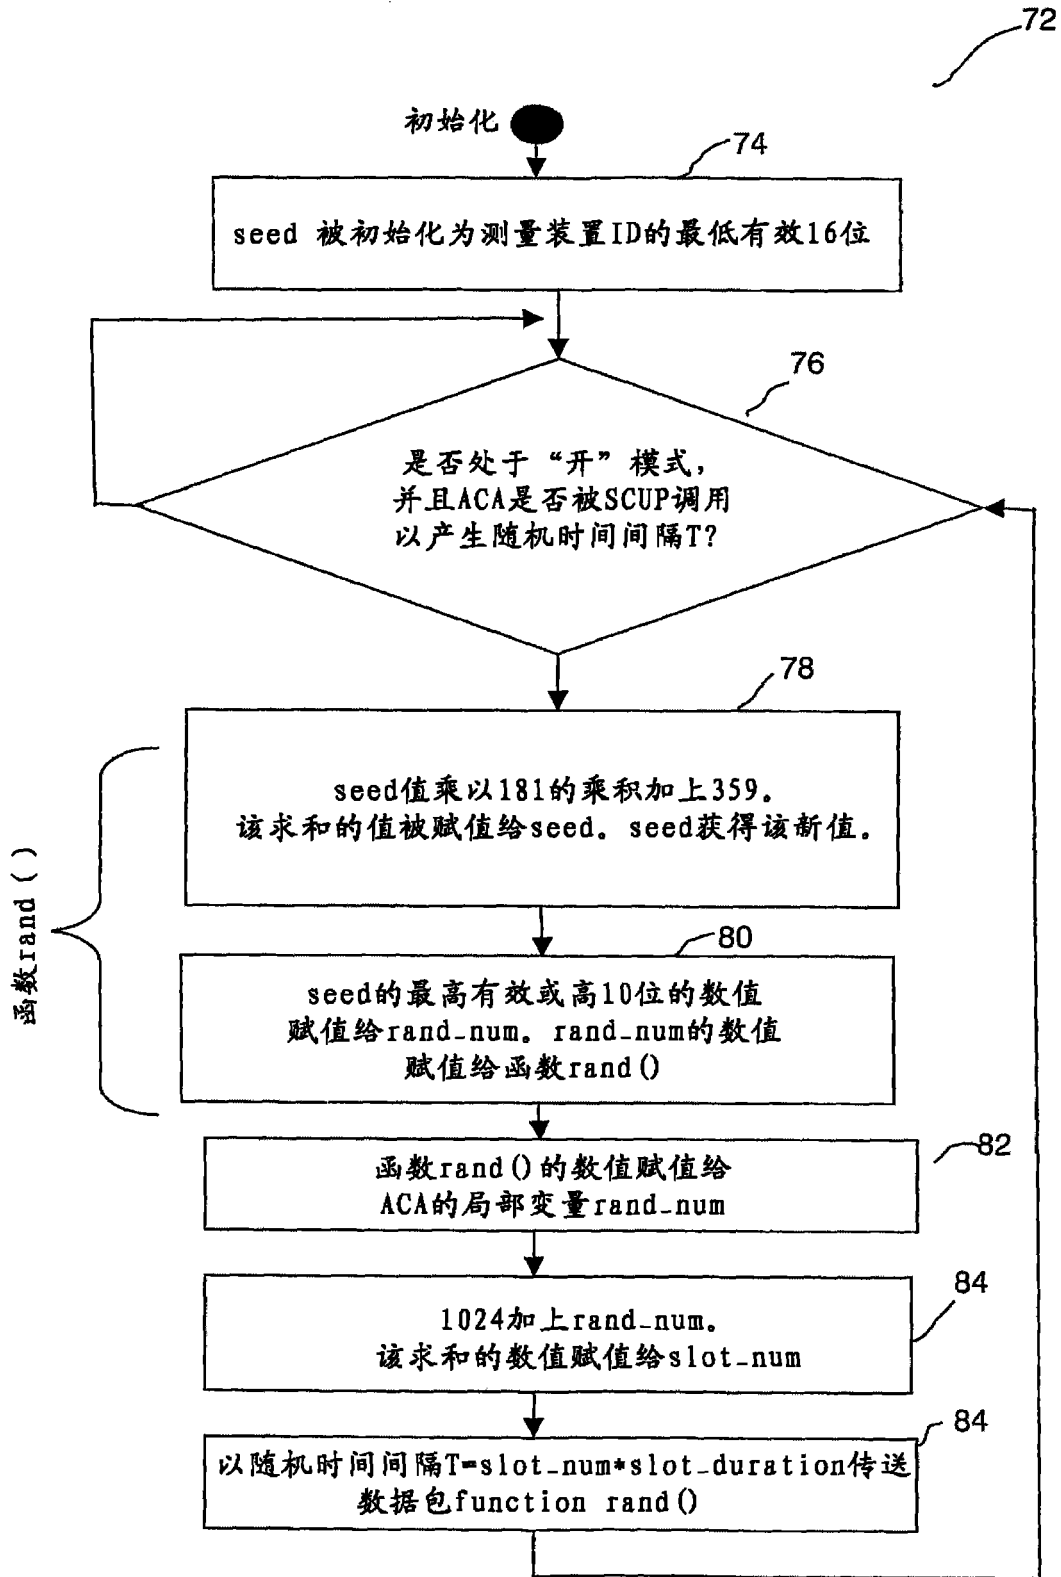 72
初始化
74
seed 被初始化为测量装置ID的最低有效16位
76
是否处于“开”模式,
并且ACA是否被SCUP调用
以产生随机时间间隔T?
78
seed值乘以181的乘积加上359。
该求和的值被赋值给seed。seed获得该新值。
函数rand()
80
seed的最高有效或高10位的数值
赋值给rand_num。rand_num的数值
赋值给函数rand()
82
函数rand()的数值赋值给
ACA的局部变量rand_num
84
1024加上rand_num。
该求和的数值赋值给slot_num
84
以随机时间间隔T=slot_num*slot_duration传送
数据包function rand()